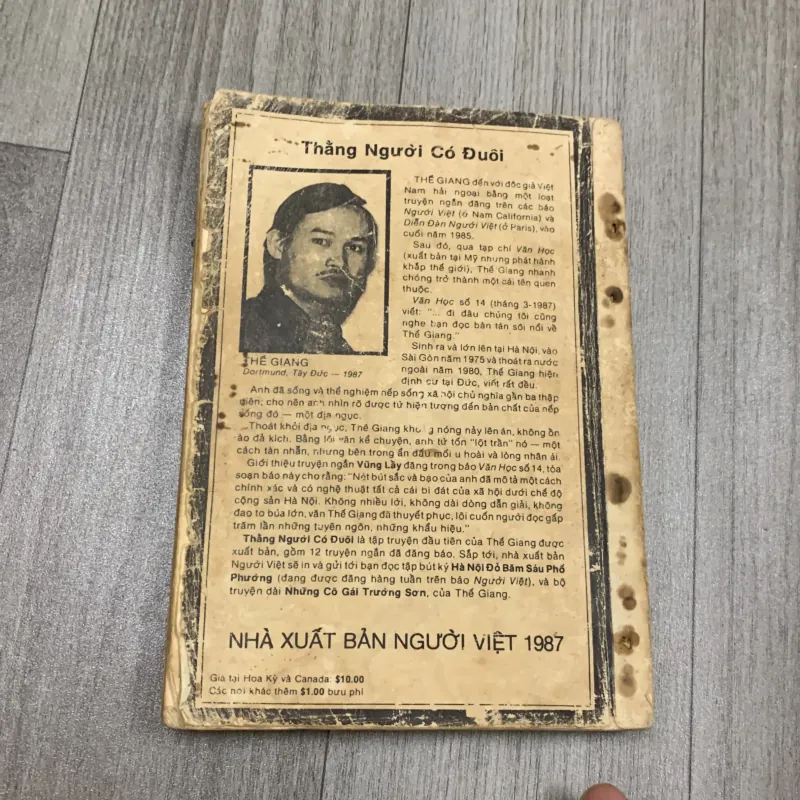 Thằng Người Có Đuôi
THẾ GIANG đến với độc giả Việt
Nam hải ngoại bằng một loạt
truyện ngắn đăng trên các báo
Người Việt (ở Nam California) và
Diễn Đàn Người Việt (ở Paris), vào
cuối năm 1985.
Sau đó, qua tạp chí Văn Học
(xuất bản tại Mỹ nhưng phát hành
khắp thế giới), Thế Giang nhanh
chóng trở thành một cái tên quen
thuộc.
Văn Học số 14 (tháng 3-1987)
viết: "... đi đâu chúng tôi cũng
nghe bạn đọc bàn tán sôi nổi về
Thế Giang."
Sinh ra và lớn lên tại Hà Nội, vào
Sài Gòn năm 1975 và thoát ra nước
ngoài năm 1980, Thế Giang hiện
định cư tại Đức, viết rất đều.
THẾ GIANG
Dortmund, Tây Đức — 1987
Anh đã sống và thể nghiệm nếp sống xã hội chủ nghĩa gần ba thập
niên; cho nên anh nhìn rõ được từ hiện tượng đến bản chất của nếp
sống đó — một địa ngục.
Thoát khỏi địa ngục, Thế Giang không nóng nảy lên án, không ồn
ào đả kích. Bằng lối văn kể chuyện, anh từ tốn "lột trần" nó — một
cách tàn nhẫn, nhưng bên trong ẩn dấu mối u hoài và lòng nhân ái.
Giới thiệu truyện ngắn Vũng Lầy đăng trong báo Văn Học số 14, tòa
soạn báo này cho rằng: "Nét bút sắc và bạo của anh đã mô tả một cách
chính xác và có nghệ thuật tất cả cái bi đát của xã hội dưới chế độ
cộng sản Hà Nội. Không nhiều lời, không dài dòng dẫn giải, không
đao to búa lớn, văn Thế Giang đã thuyết phục, lôi cuốn người đọc gấp
trăm lần những tuyên ngôn, những khẩu hiệu."
Thằng Người Có Đuôi là tập truyện đầu tiên của Thế Giang được
xuất bản, gồm 12 truyện ngắn đã đăng báo. Sắp tới, nhà xuất bản
Người Việt sẽ in và gửi tới bạn đọc tập bút ký Hà Nội Đỏ Băm Sáu Phố
Phường (đang được đăng hàng tuần trên báo Người Việt), và bộ
truyện dài Những Cô Gái Trường Sơn, của Thế Giang.
NHÀ XUẤT BẢN NGƯỜI VIỆT 1987
Giá tại Hoa Kỳ và Canada: $10.00
Các nơi khác thêm $1.00 bưu phí